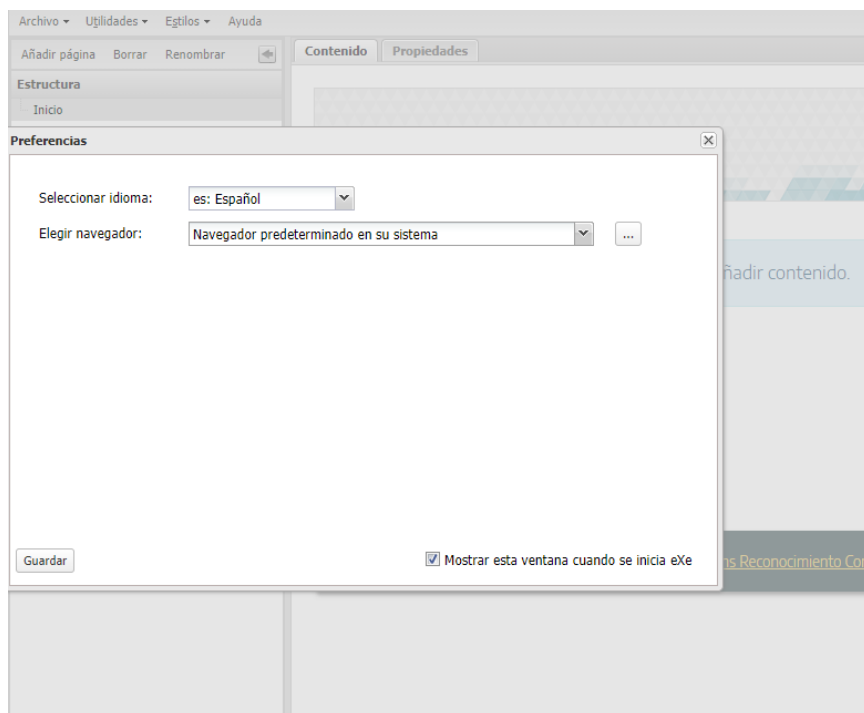 Archivo Utilidades Estilos Ayuda
Añadir página Borrar Renombrar
Contenido Propiedades
Estructura
Inicio
Preferencias
Seleccionar idioma: es: Español
Elegir navegador: Navegador predeterminado en su sistema ...
ñadir contenido.
Guardar
Mostrar esta ventana cuando se inicia eXe
ns Reconocimiento Co